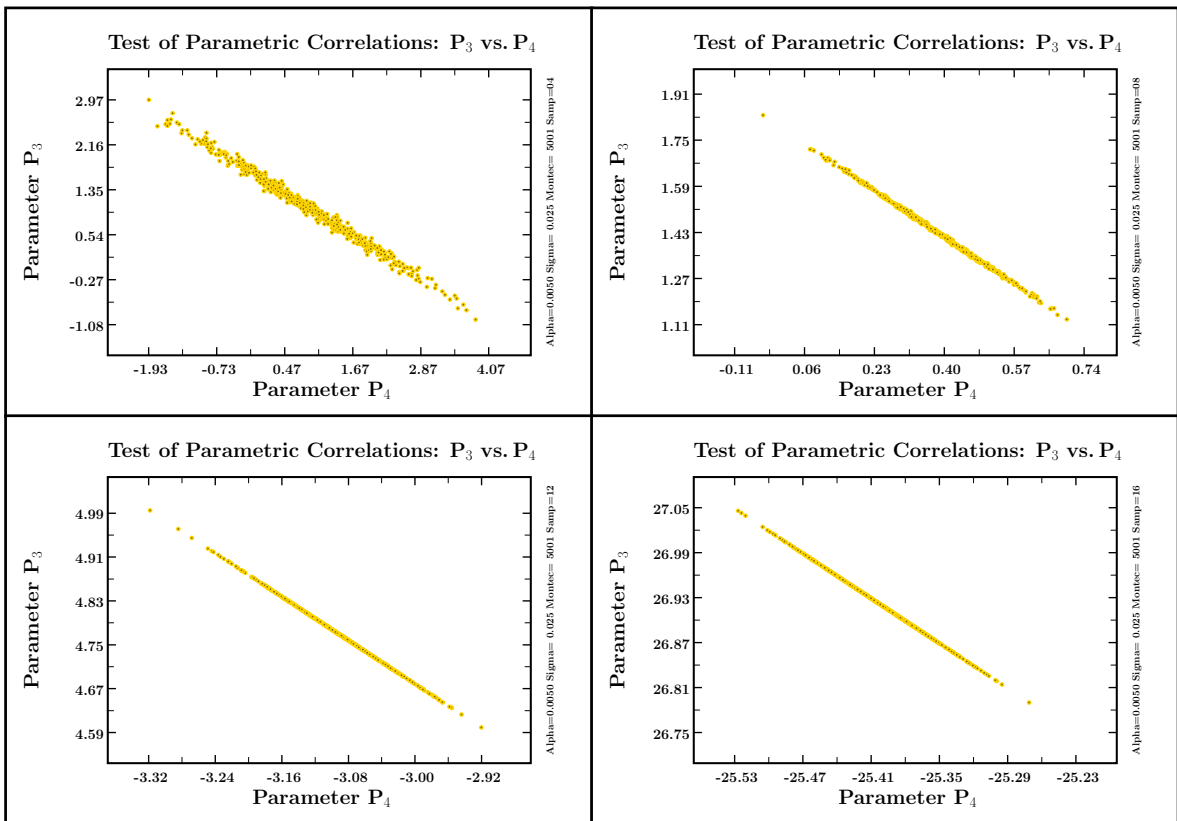 Test of Parametric Correlations: P3 vs. P4
Parameter P3
2.97
2.16
1.35
0.54
-0.27
-1.08
-1.93 -0.73 0.47 1.67 2.87 4.07
Parameter P4
Alpha=0.0050 Sigma= 0.025 Montec= 5001 Samp=04
Test of Parametric Correlations: P3 vs. P4
Parameter P3
1.91
1.75
1.59
1.43
1.27
1.11
-0.11 0.06 0.23 0.40 0.57 0.74
Parameter P4
Alpha=0.0050 Sigma= 0.025 Montec= 5001 Samp=08
Test of Parametric Correlations: P3 vs. P4
Parameter P3
4.99
4.91
4.83
4.75
4.67
4.59
-3.32 -3.24 -3.16 -3.08 -3.00 -2.92
Parameter P4
Alpha=0.0050 Sigma= 0.025 Montec= 5001 Samp=12
Test of Parametric Correlations: P3 vs. P4
Parameter P3
27.05
26.99
26.93
26.87
26.81
26.75
-25.53 -25.47 -25.41 -25.35 -25.29 -25.23
Parameter P4
Alpha=0.0050 Sigma= 0.025 Montec= 5001 Samp=16